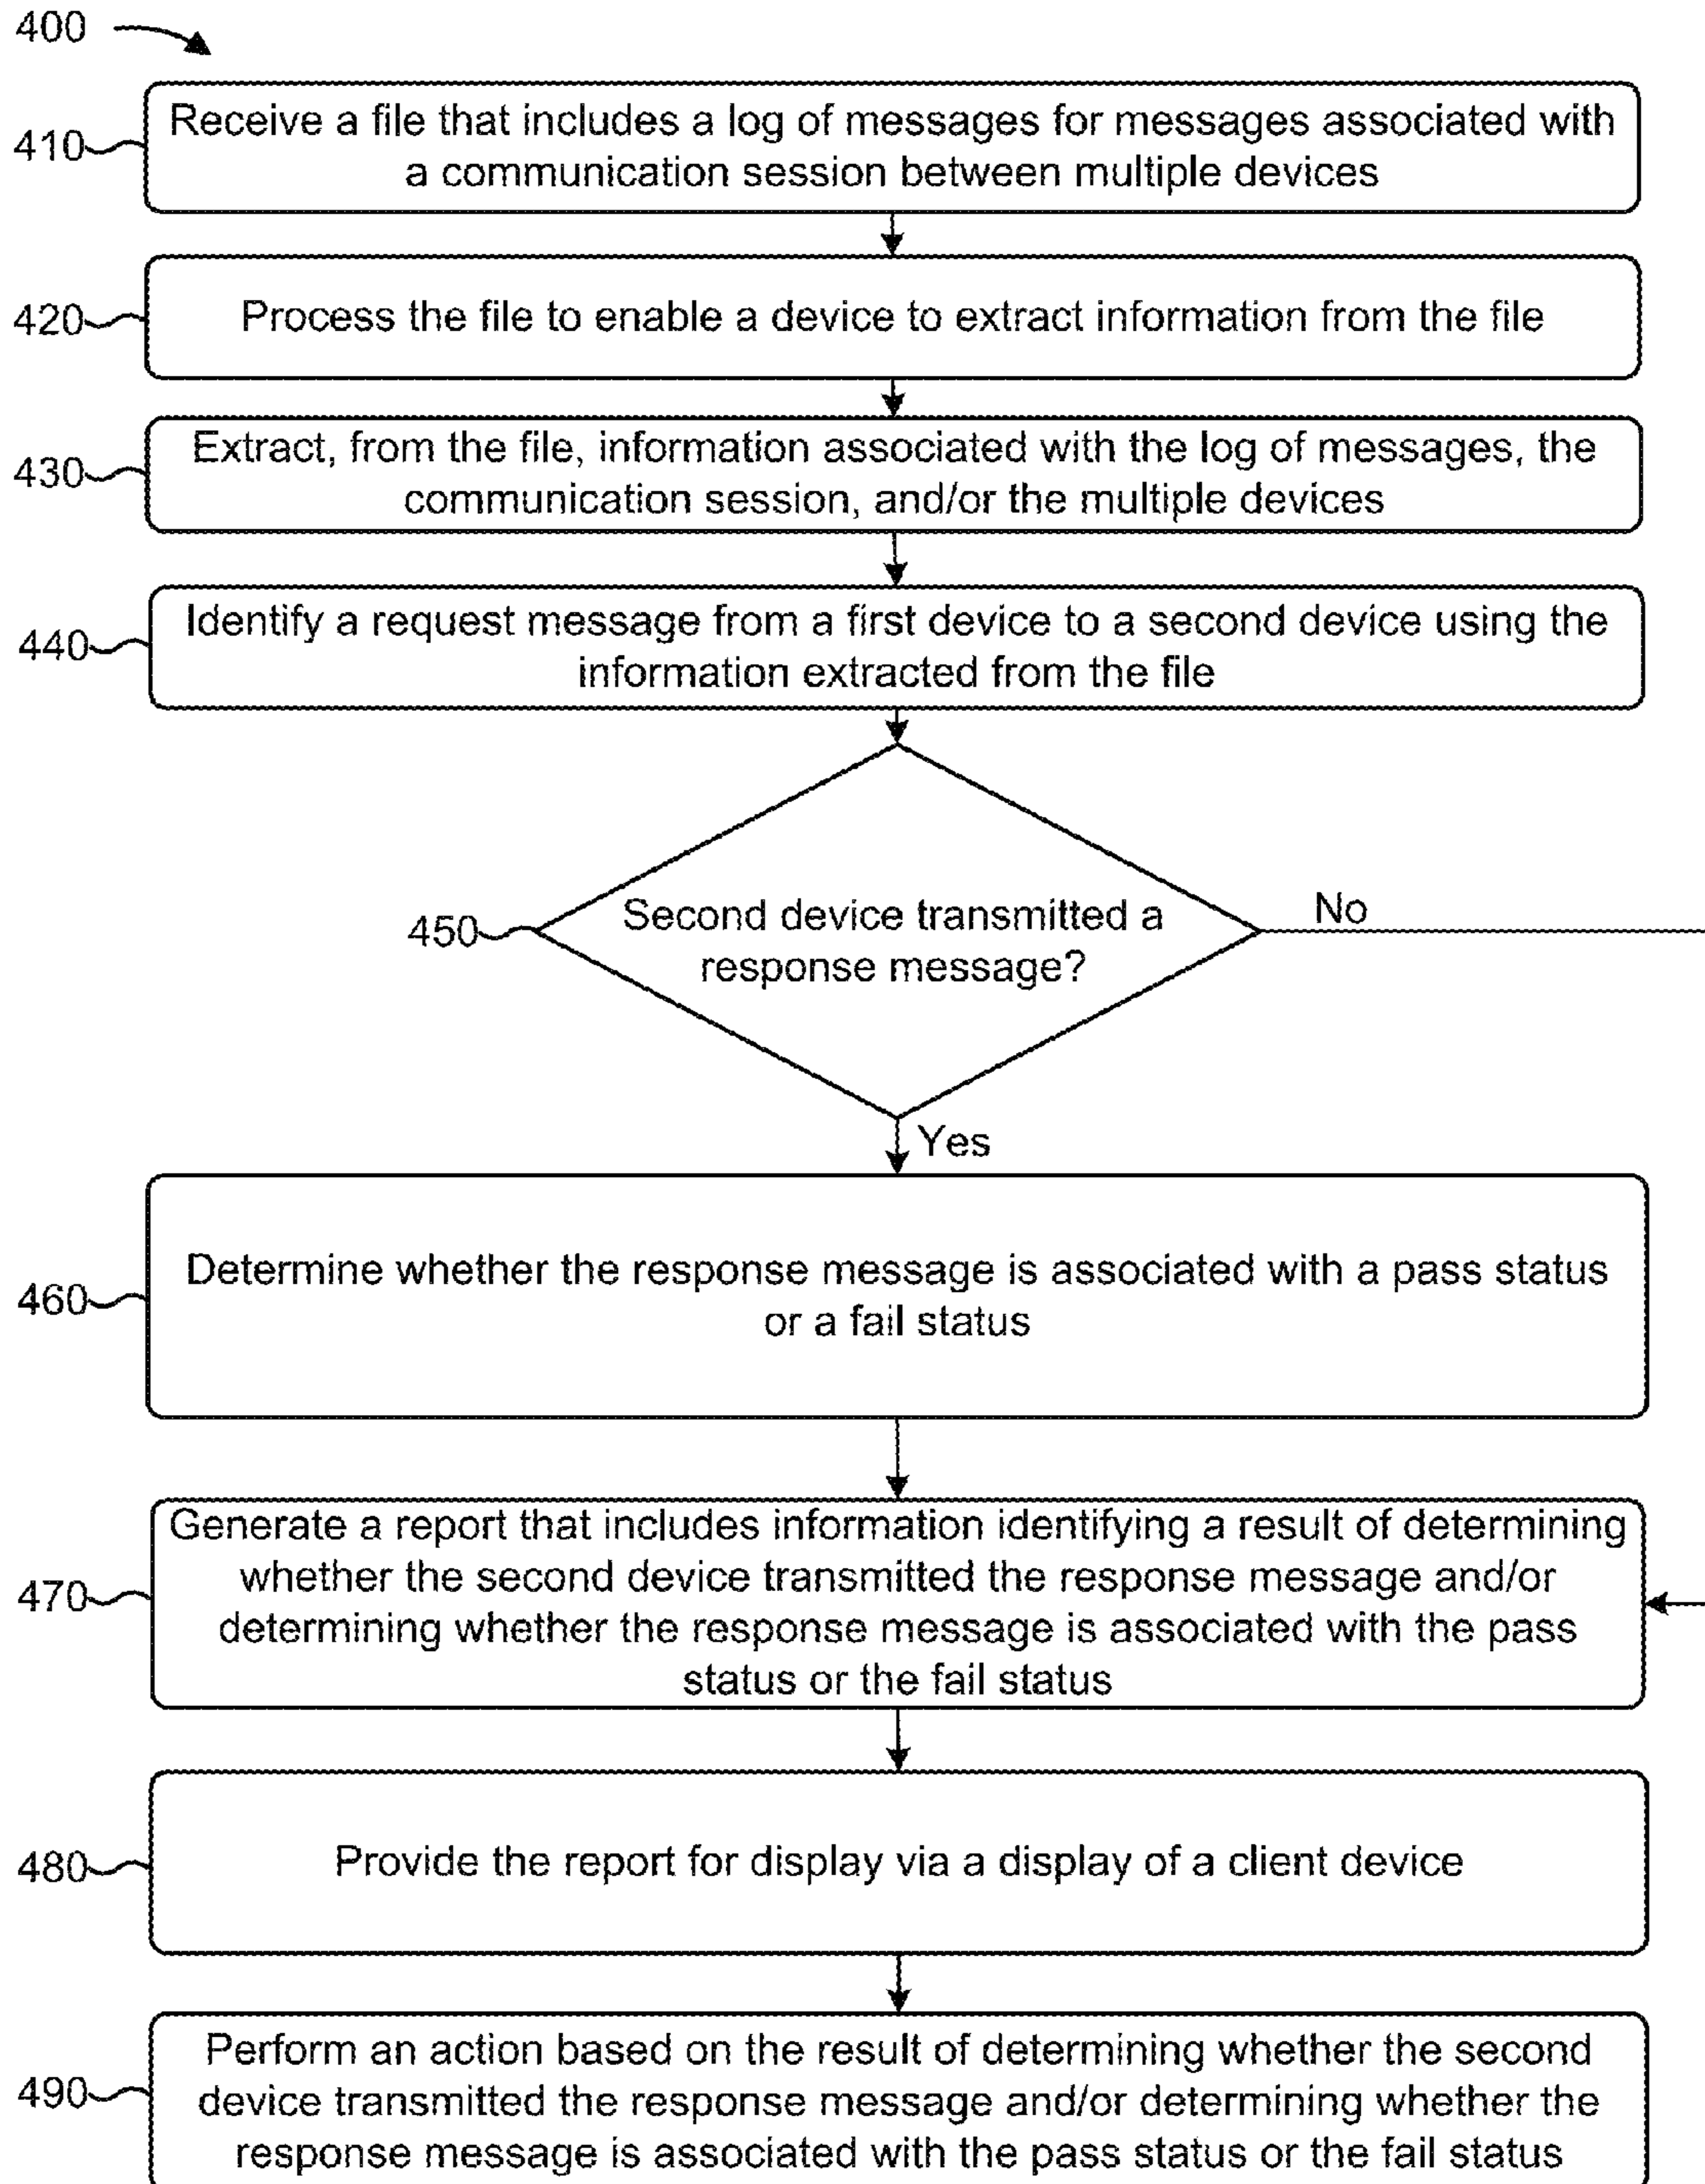 400
410
Receive a file that includes a log of messages for messages associated with
a communication session between multiple devices
420
Process the file to enable a device to extract information from the file
430
Extract, from the file, information associated with the log of messages, the
communication session, and/or the multiple devices
440
Identify a request message from a first device to a second device using the
information extracted from the file
450
Second device transmitted a
response message?
No
Yes
460
Determine whether the response message is associated with a pass status
or a fail status
470
Generate a report that includes information identifying a result of determining
whether the second device transmitted the response message and/or
determining whether the response message is associated with the pass
status or the fail status
480
Provide the report for display via a display of a client device
490
Perform an action based on the result of determining whether the second
device transmitted the response message and/or determining whether the
response message is associated with the pass status or the fail status